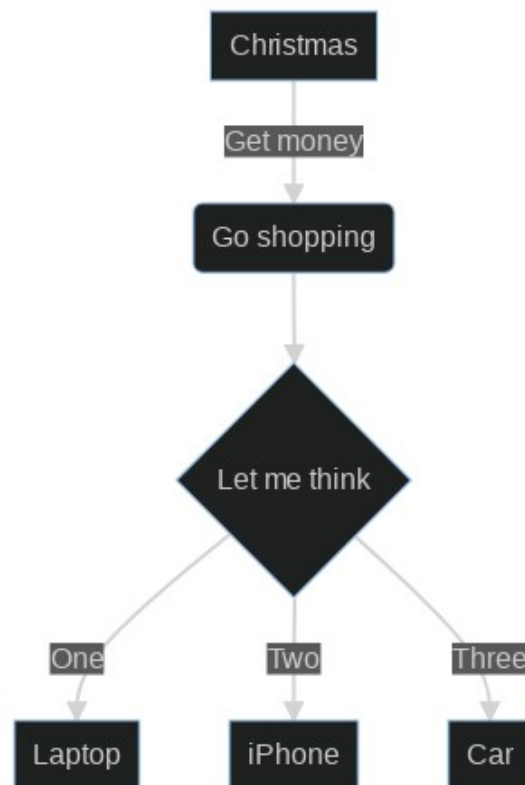 Christmas
Get money
Go shopping
Let me think
One
Two
Three
Laptop
iPhone
Car